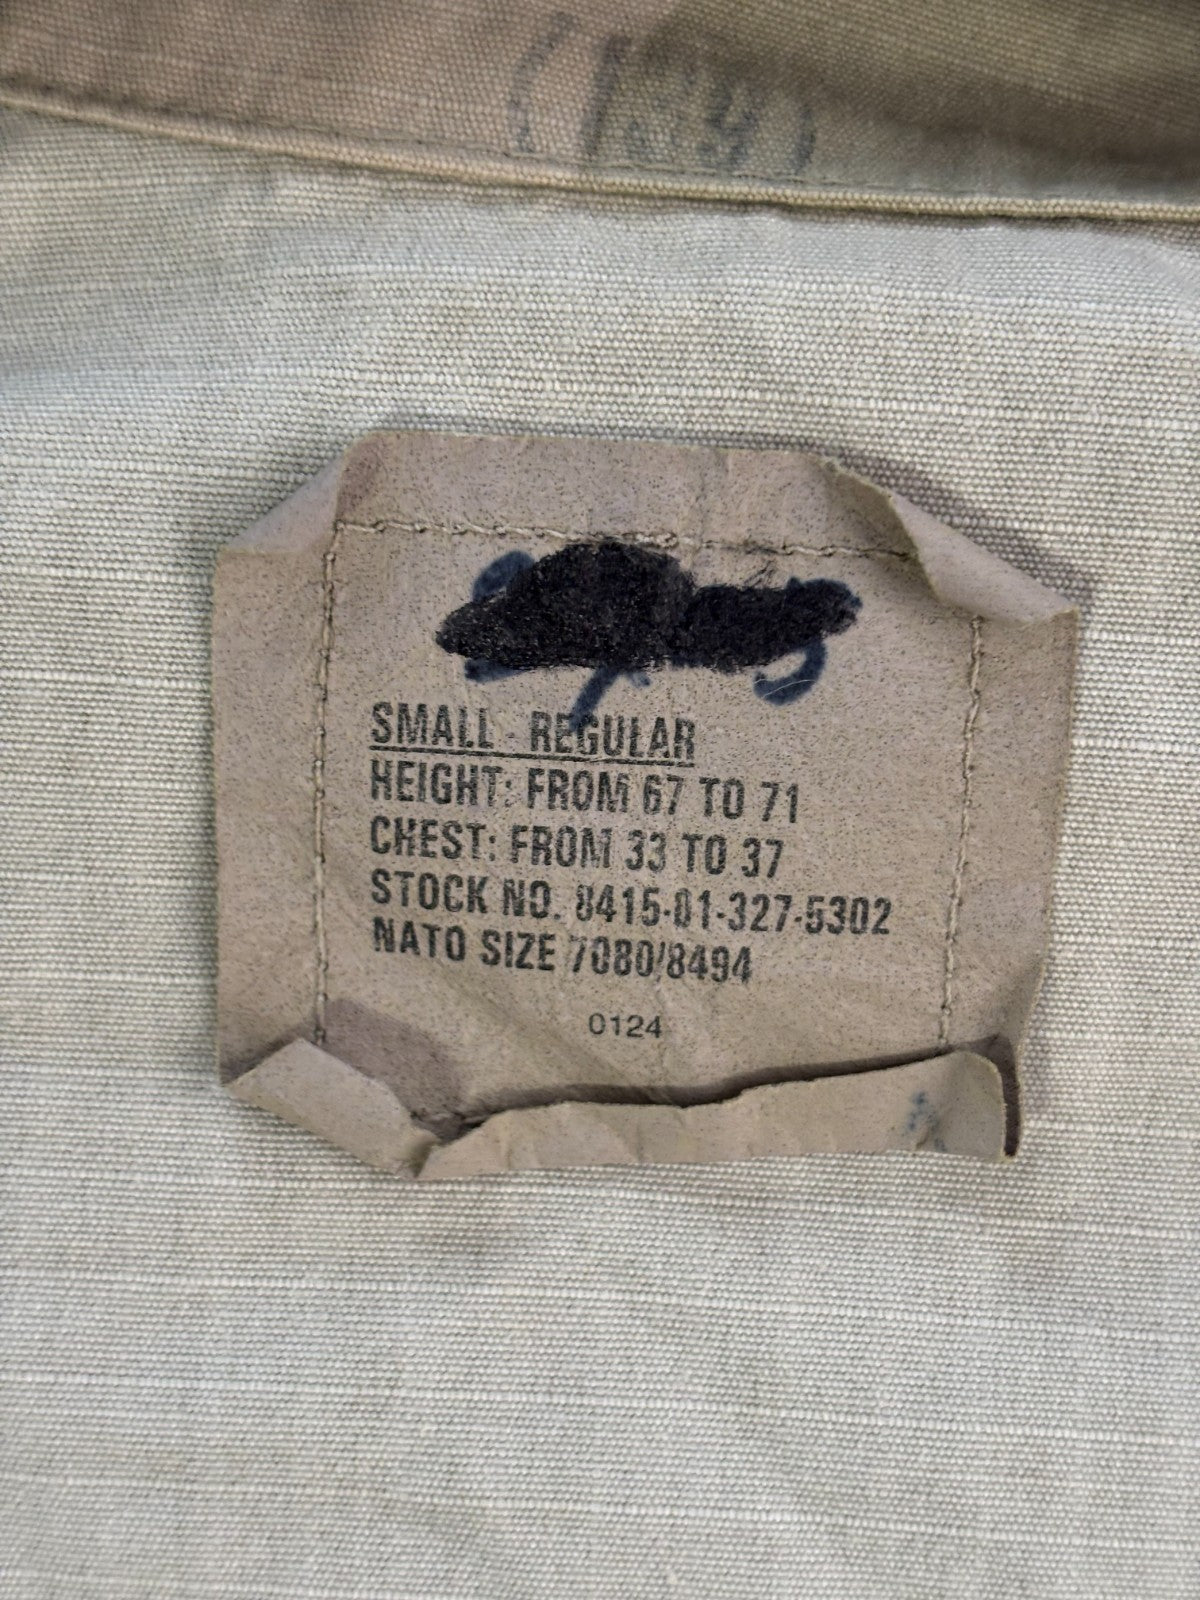 SMALL - REGULAR
HEIGHT: FROM 67 TO 71
CHEST: FROM 33 TO 37
STOCK NO. 8415-01-327-5302
NATO SIZE 7080/8494
0124